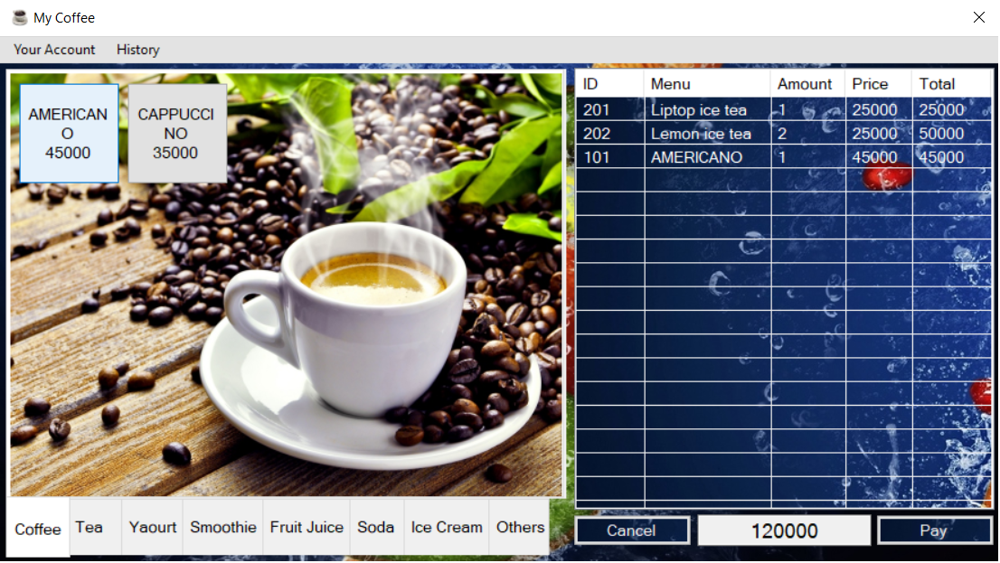 My Coffee
Your Account History
AMERICAN
O
45000
CAPPUCCI
NO
35000
ID Menu Amount Price Total
201 Liptop ice tea 1 25000 25000
202 Lemon ice tea 2 25000 50000
101 AMERICANO 1 45000 45000
Coffee Tea Yaourt Smoothie Fruit Juice Soda Ice Cream Others
Cancel 120000 Pay